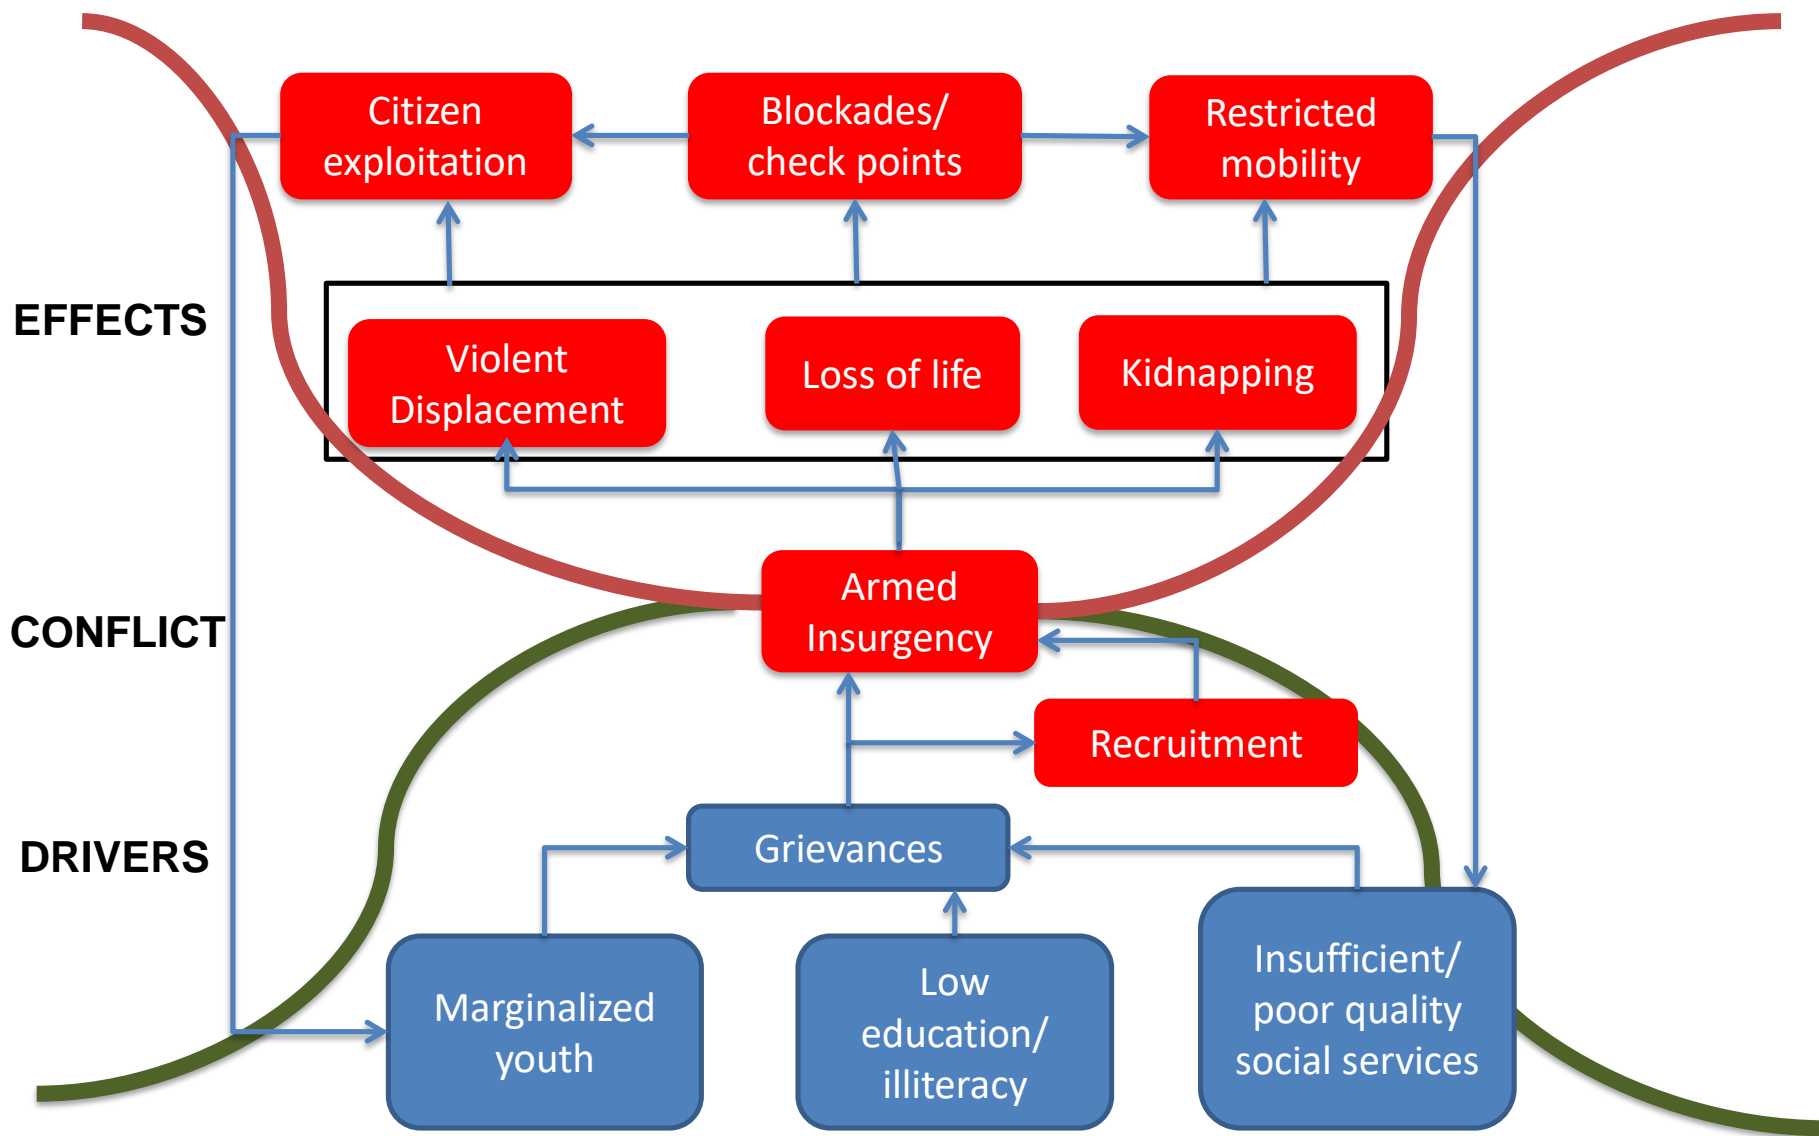 Citizen
exploitation
Blockades/
check points
Restricted
mobility
EFFECTS
Violent
Displacement
Loss of life
Kidnapping
CONFLICT
Armed
Insurgency
Recruitment
DRIVERS
Grievances
Marginalized
youth
Low
education/
illiteracy
Insufficient/
poor quality
social services